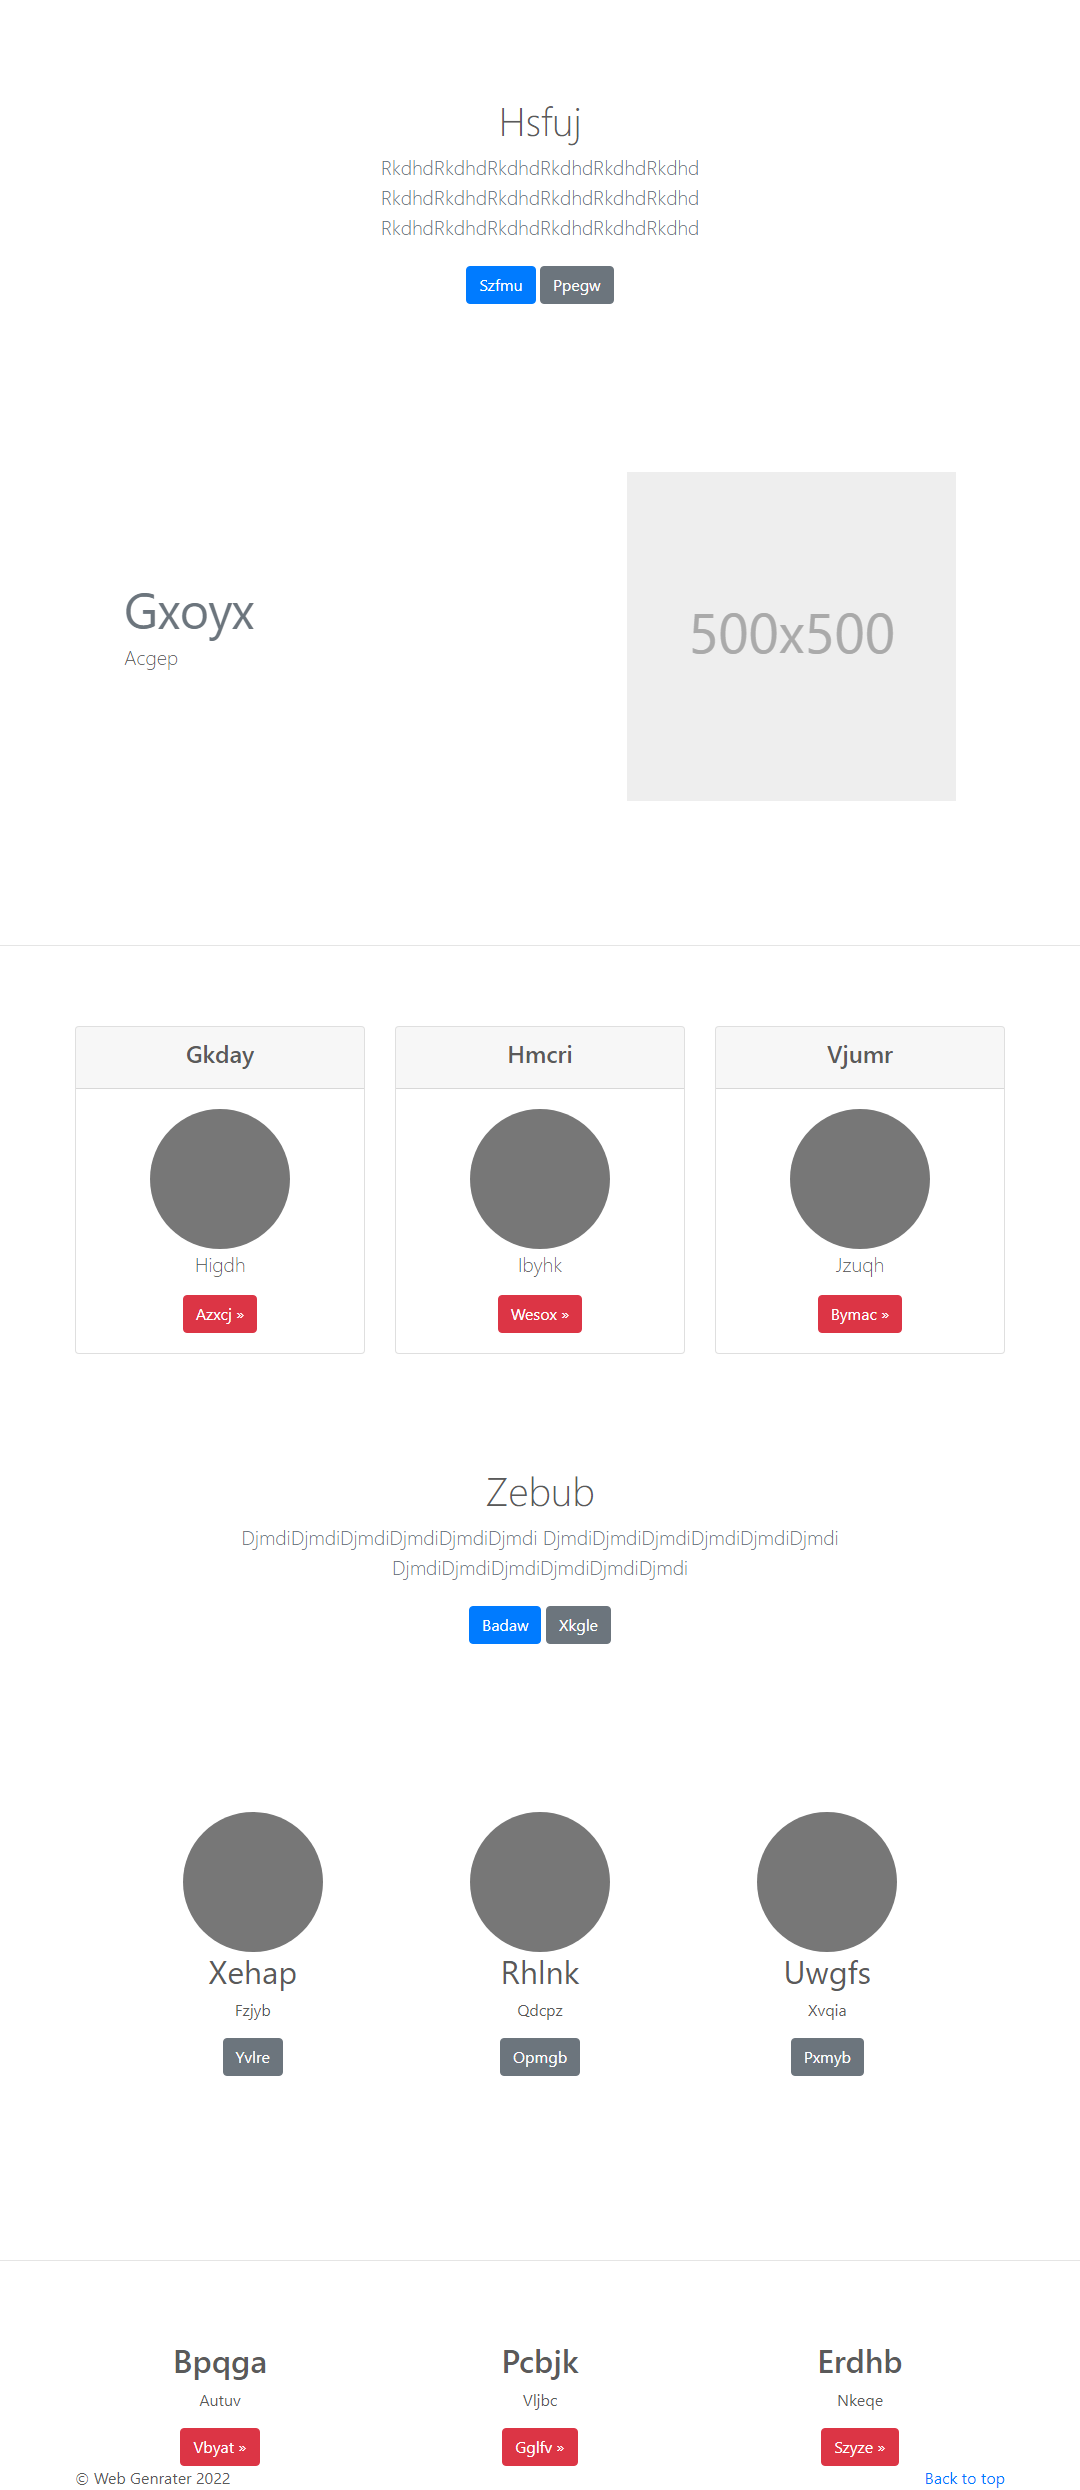 Hsfuj
RkdhdRkdhdRkdhdRkdhdRkdhdRkdhd
RkdhdRkdhdRkdhdRkdhdRkdhdRkdhd
RkdhdRkdhdRkdhdRkdhdRkdhdRkdhd
Szfmu Ppegw
Gxoyx
Acgep
500x500
Gkday
Higdh
Azxcj »
Hmcri
Ibyhk
Wesox »
Vjumr
Jzuqh
Bymac »
Zebub
DjmdiDjmdiDjmdiDjmdiDjmdiDjmdi DjmdiDjmdiDjmdiDjmdiDjmdiDjmdi
DjmdiDjmdiDjmdiDjmdiDjmdiDjmdi
Badaw Xkgle
Xehap
Fzjyb
Yvlre
Rhlnk
Qdcpz
Opmgb
Uwgfs
Xvqia
Pxmyb
Bpqga
Autuv
Vbyat »
Pcbjk
Vljbc
Gglfv »
Erdhb
Nkeqe
Szyze »
© Web Genrater 2022
Back to top